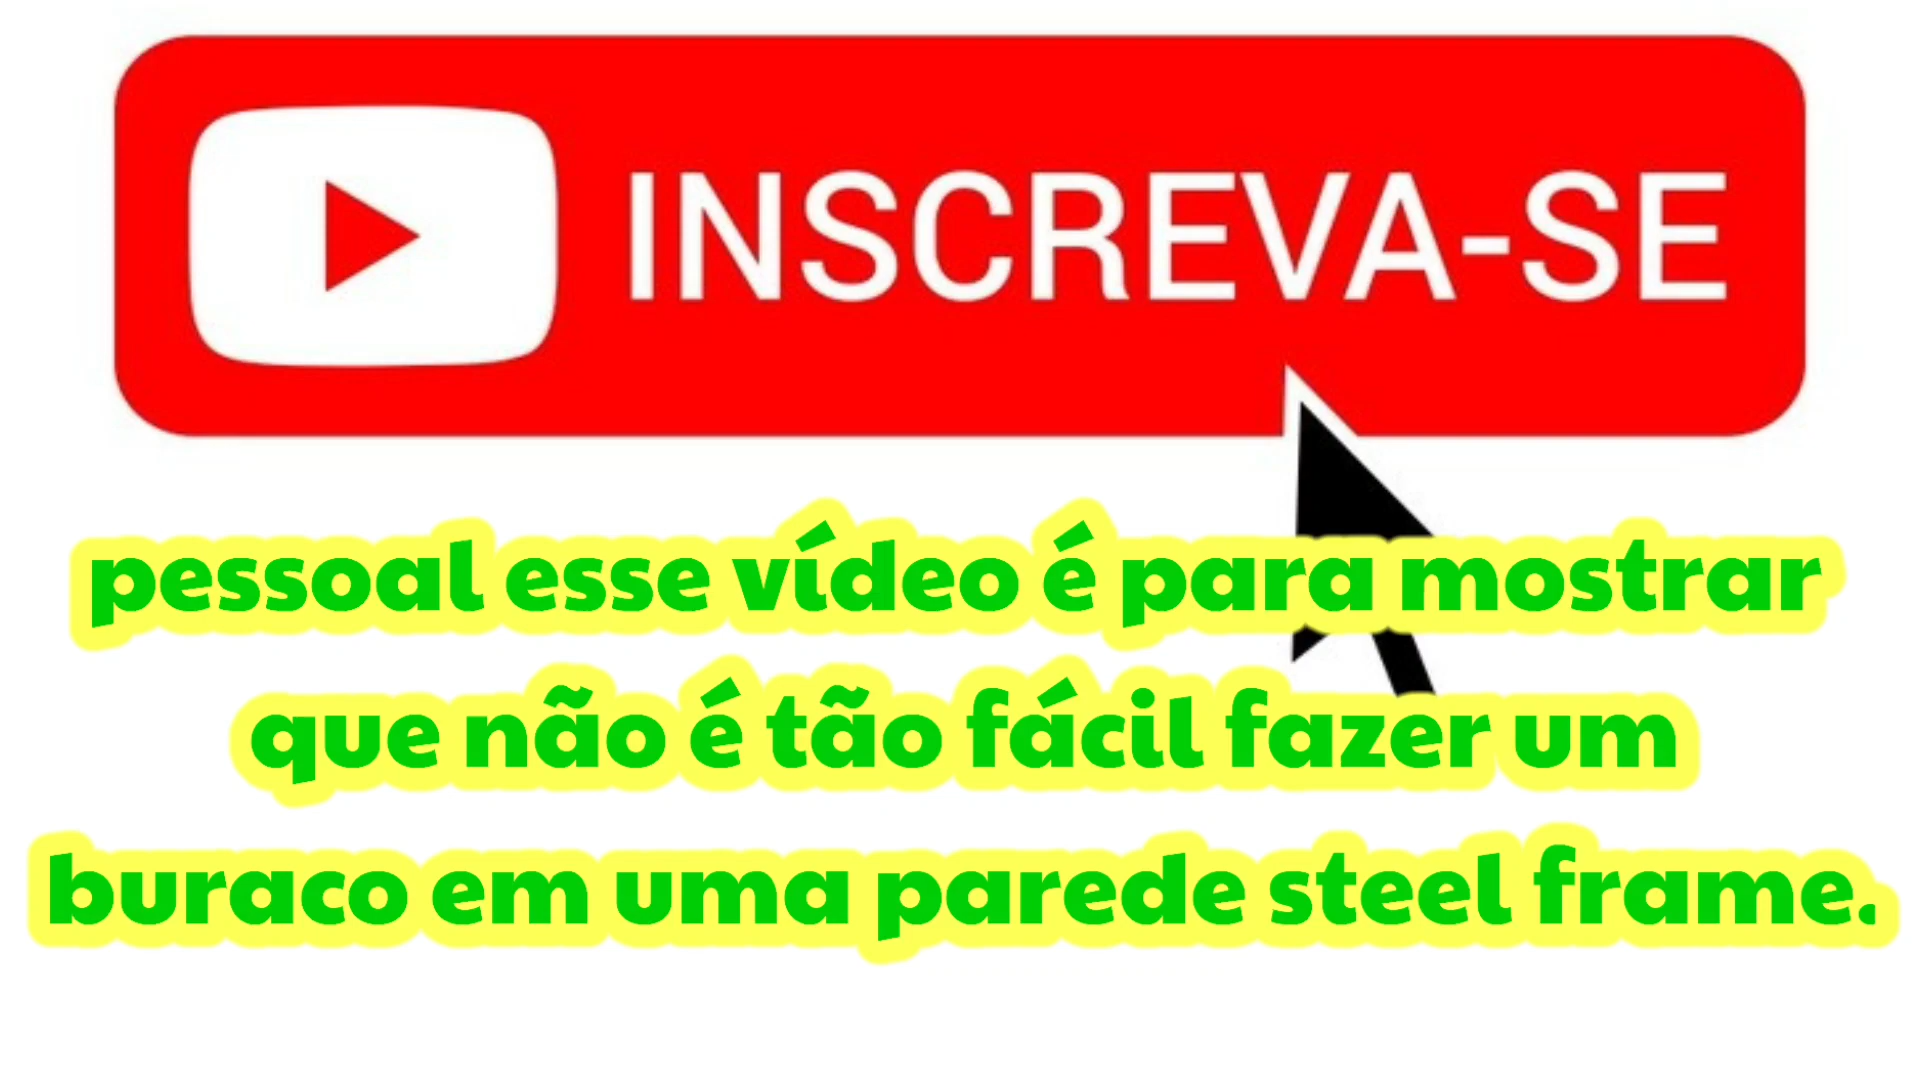 INSCREVA-SE
pessoal esse vídeo é para mostrar
que não é tão fácil fazer um
buraco em uma parede steel frame.